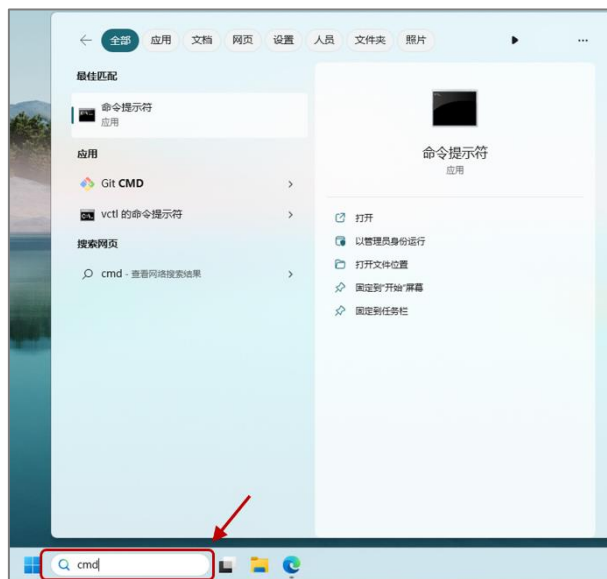 全部 应用 文档 网页 设置 人员 文件夹 照片
最佳匹配
命令提示符
应用
应用
Git CMD
vctl 的命令提示符
搜索网页
cmd - 查看网络搜索结果
命令提示符
应用
打开
以管理员身份运行
打开文件位置
固定到"开始"屏幕
固定到任务栏
cmd